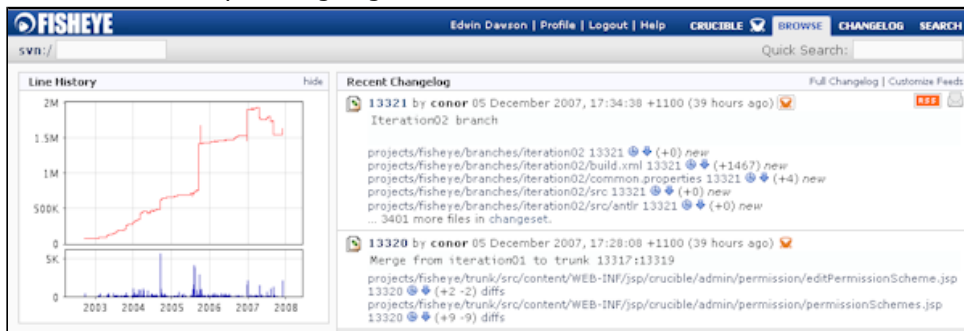 FISHEYE
Edwin Dawson | Profile | Logout | Help CRUCIBLE BROWSE CHANGELOG SEARCH
svn:/ Quick Search:
Line History hide
2M
1.5M
1M
500K
0
5K
0
2003 2004 2005 2006 2007 2008
Recent Changelog Full Changelog | Customize Feeds
13321 by conor 05 December 2007, 17:34:38 +1100 (39 hours ago) RSS
Iteration02 branch
projects/fisheye/branches/iteration02 13321 (+0) new
projects/fisheye/branches/iteration02/build.xml 13321 (+1467) new
projects/fisheye/branches/iteration02/common.properties 13321 (+4) new
projects/fisheye/branches/iteration02/src 13321 (+0) new
projects/fisheye/branches/iteration02/src/antlr 13321 (+0) new
... 3401 more files in changeset.
13320 by conor 05 December 2007, 17:28:08 +1100 (39 hours ago)
Merge from iteration01 to trunk 13317:13319
projects/fisheye/trunk/src/content/WEB-INF/jsp/crucible/admin/permission/editPermissionScheme.jsp
13320 (+2 -2) diffs
projects/fisheye/trunk/src/content/WEB-INF/jsp/crucible/admin/permission/permissionSchemes.jsp
13320 (+9 -9) diffs